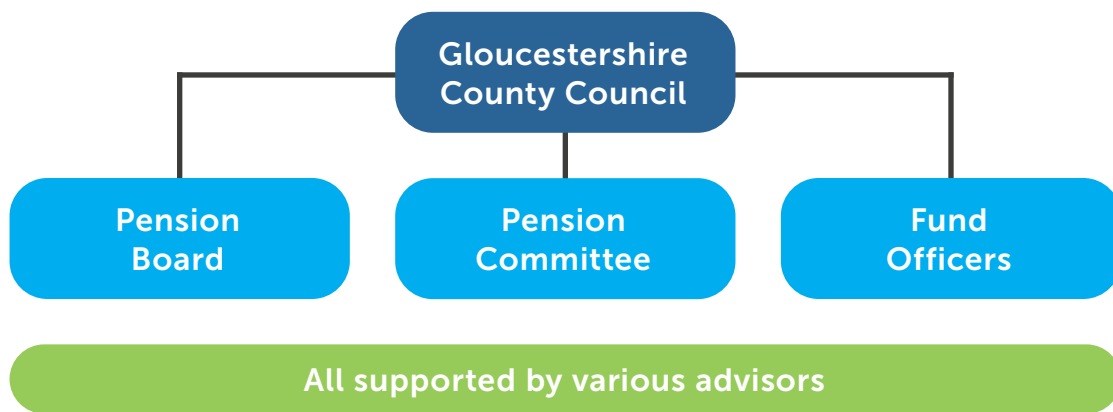 Gloucestershire
County Council
Pension
Board
Pension
Committee
Fund
Officers
All supported by various advisors